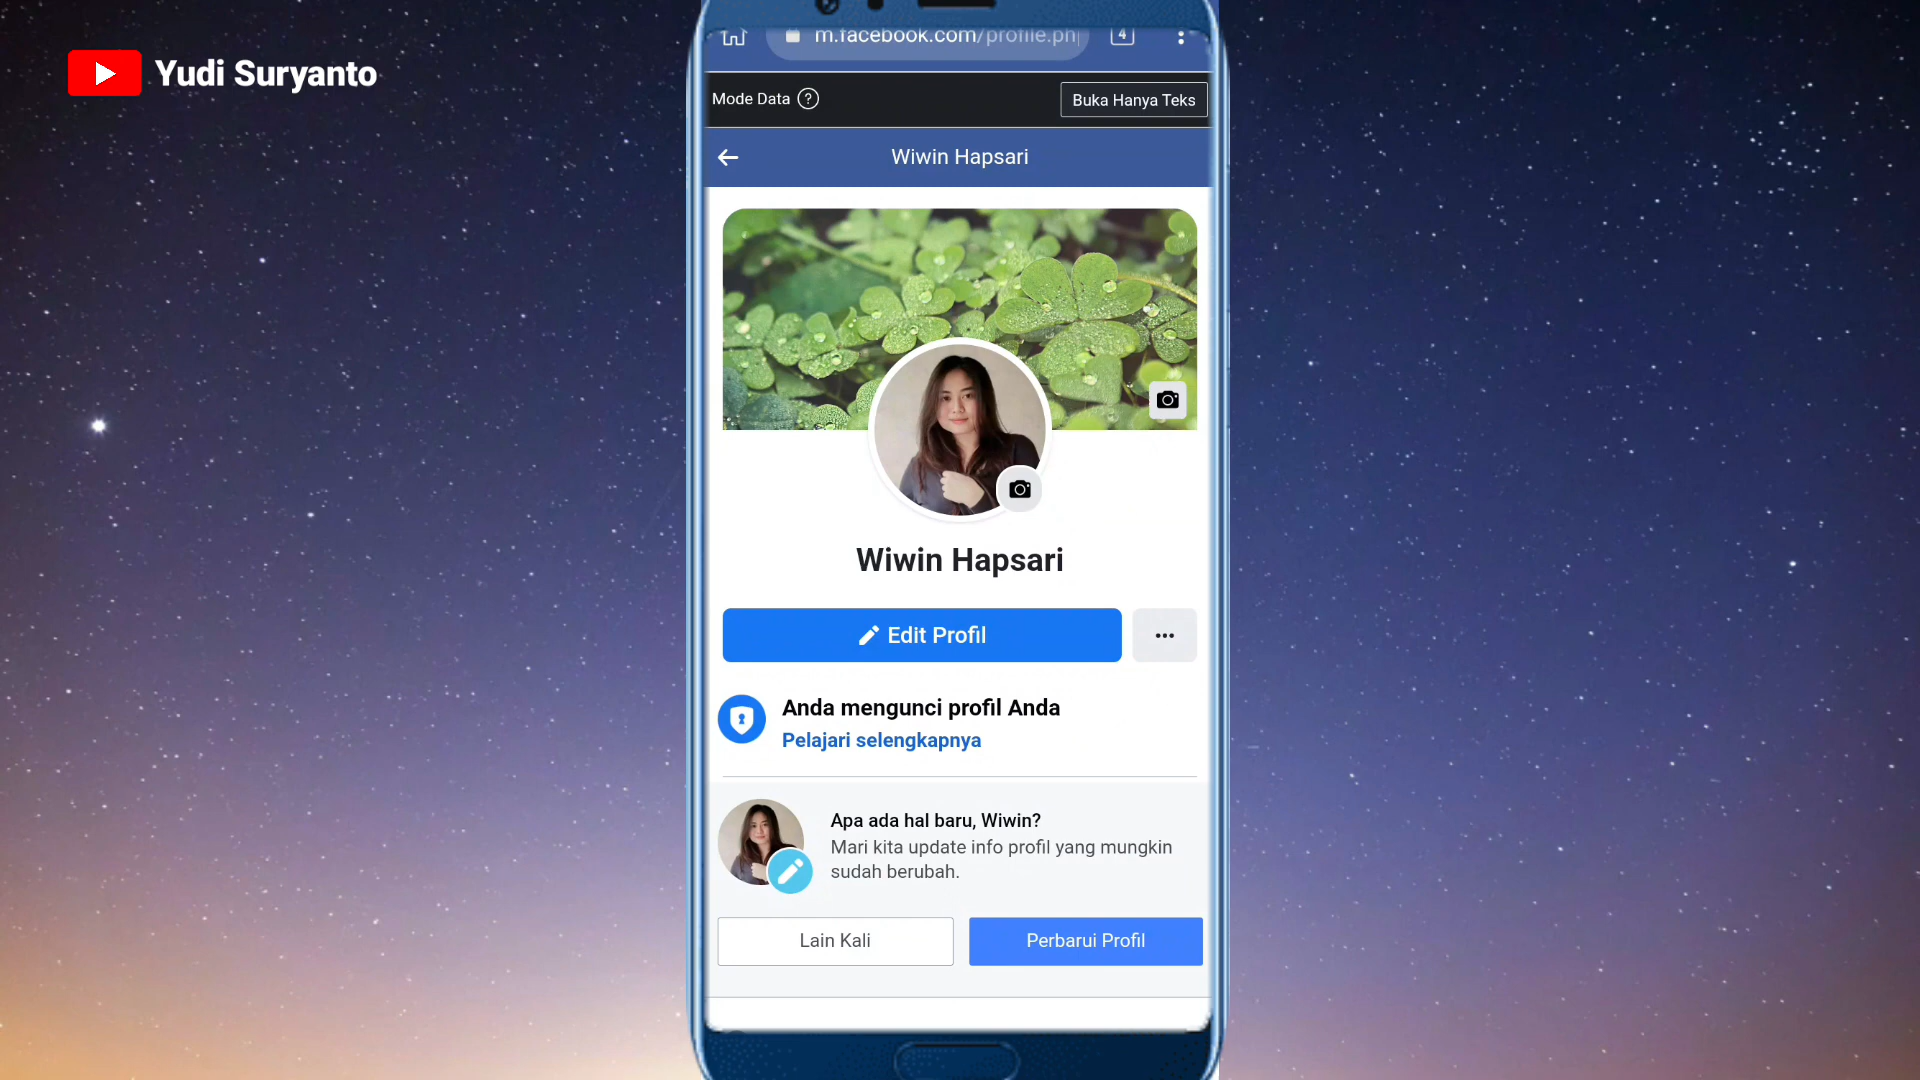 Yudi Suryanto
m.facebook.com/profile.ph
4
Mode Data ?
Buka Hanya Teks
Wiwin Hapsari
Wiwin Hapsari
Edit Profil
Anda mengunci profil Anda
Pelajari selengkapnya
Apa ada hal baru, Wiwin?
Mari kita update info profil yang mungkin
sudah berubah.
Lain Kali
Perbarui Profil